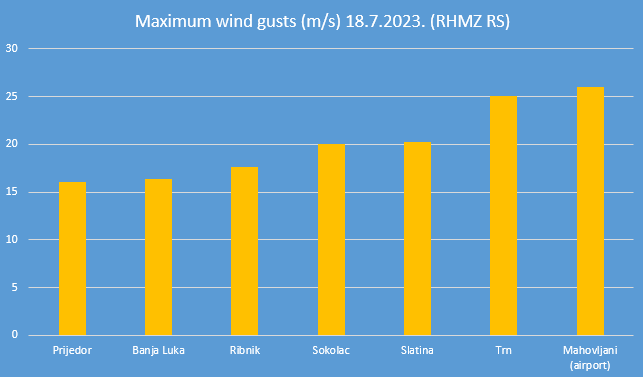 Maximum wind gusts (m/s) 18.7.2023. (RHMZ RS)
30
25
20
15
10
5
0
Prijedor Banja Luka Ribnik Sokolac Slatina Trn Mahovljani
(airport)